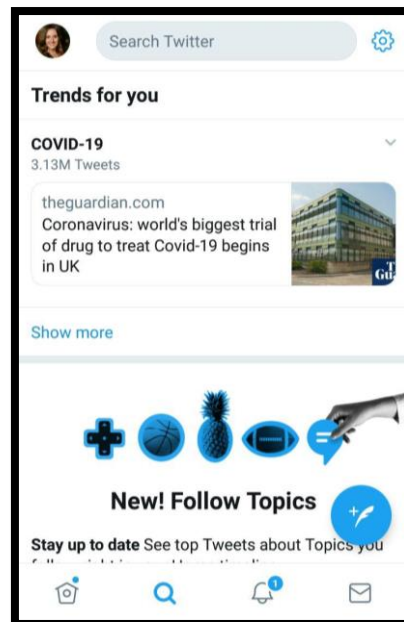 Search Twitter
Trends for you
COVID-19
3.13M Tweets
theguardian.com
Coronavirus: world's biggest trial
of drug to treat Covid-19 begins
in UK
Show more
New! Follow Topics
Stay up to date See top Tweets about Topics you
1